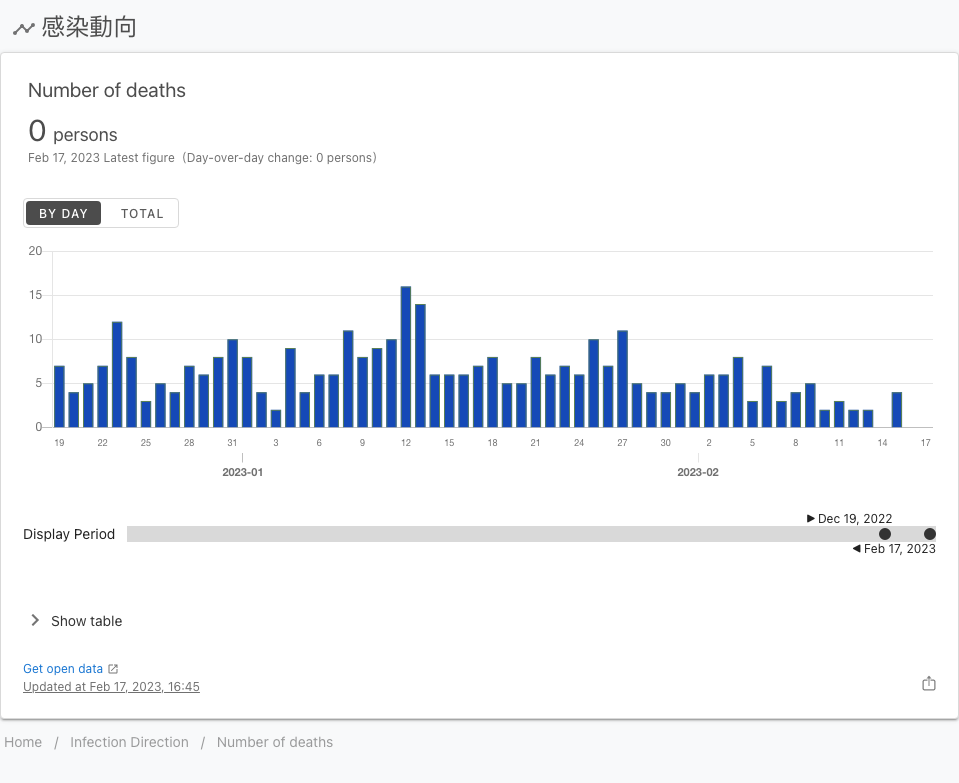 感染動向
Number of deaths
0 persons
Feb 17, 2023 Latest figure (Day-over-day change: 0 persons)
BY DAY TOTAL
20
15
10
5
0
19 22 25 28 31 3 6 9 12 15 18 21 24 27 30 2 5 8 11 14 17
2023-01 2023-02
Dec 19, 2022
Display Period
Feb 17, 2023
Show table
Get open data
Updated at Feb 17, 2023, 16:45
Home / Infection Direction / Number of deaths